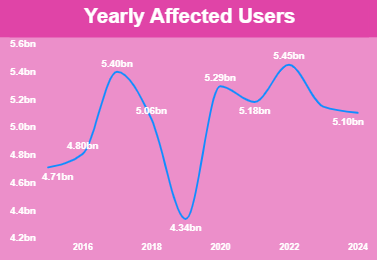 Yearly Affected Users
5.6bn
5.4bn
5.2bn
5.0bn
4.8bn
4.6bn
4.4bn
4.2bn
4.71bn
4.80bn
5.40bn
5.06bn
4.34bn
5.29bn
5.18bn
5.45bn
5.10bn
2016
2018
2020
2022
2024